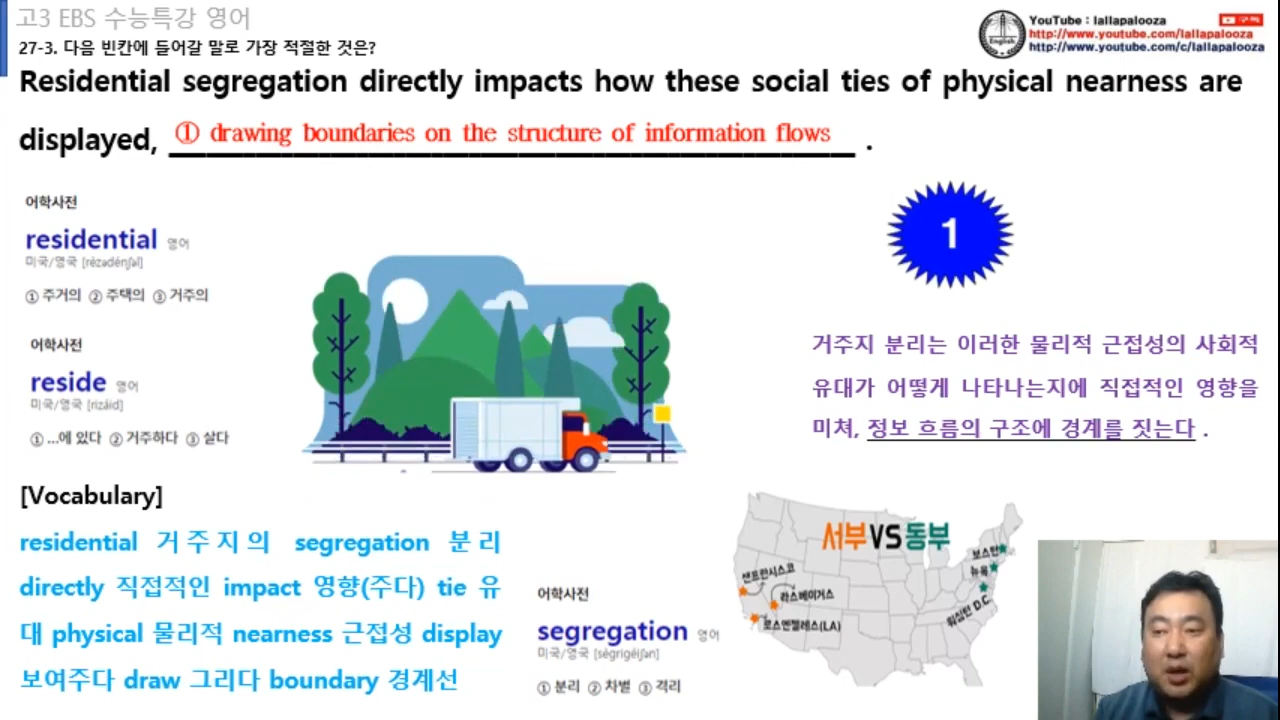 고3 EBS 수능특강 영어
27-3. 다음 빈칸에 들어갈 말로 가장 적절한 것은?
English
YouTube : lallapalooza
구독
http://www.youtube.com/lallapalooza
http://www.youtube.com/c/lallapalooza
Residential segregation directly impacts how these social ties of physical nearness are
displayed, ① drawing boundaries on the structure of information flows .
어학사전
residential 영어
미국/영국 [rèzədénʃəl]
① 주거의 ② 주택의 ③ 거주의
어학사전
reside 영어
미국/영국 [rizáid]
① ...에 있다 ② 거주하다 ③ 살다
1
거주지 분리는 이러한 물리적 근접성의 사회적
유대가 어떻게 나타나는지에 직접적인 영향을
미쳐, 정보 흐름의 구조에 경계를 짓는다 .
[Vocabulary]
residential 거주지의 segregation 분리
directly 직접적인 impact 영향(주다) tie 유
대 physical 물리적 nearness 근접성 display
보여주다 draw 그리다 boundary 경계선
어학사전
segregation 영어
미국/영국 [sègrigéiʃən]
① 분리 ② 차별 ③ 격리
서부VS동부
보스턴
뉴욕
워싱턴 D.C.
샌프란시스코
라스베이거스
로스엔젤레스(LA)